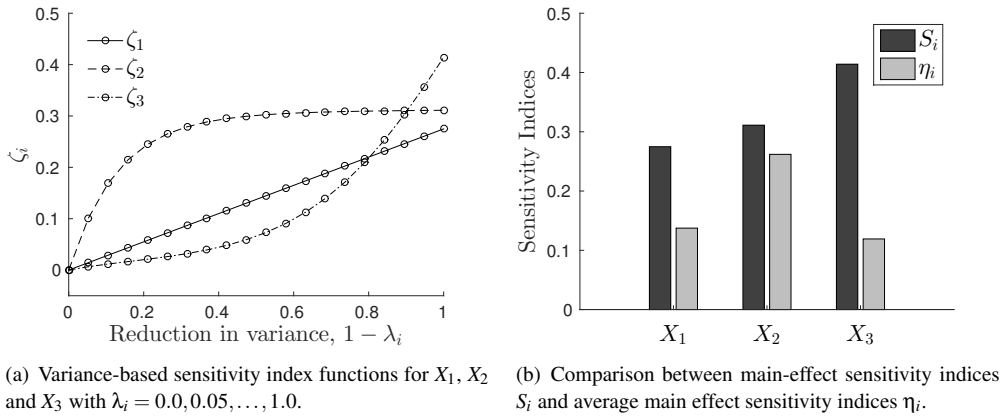 0.5
0.4
0.3
0.2
0.1
0
ζi
ζ1
ζ2
ζ3
0 0.2 0.4 0.6 0.8 1
Reduction in variance, 1 − λi
(a) Variance-based sensitivity index functions for X1, X2
and X3 with λi = 0.0,0.05,...,1.0.
0.5
0.4
0.3
0.2
0.1
0
Sensitivity Indices
Si
ηi
X1 X2 X3
(b) Comparison between main-effect sensitivity indices
Si and average main effect sensitivity indices ηi.